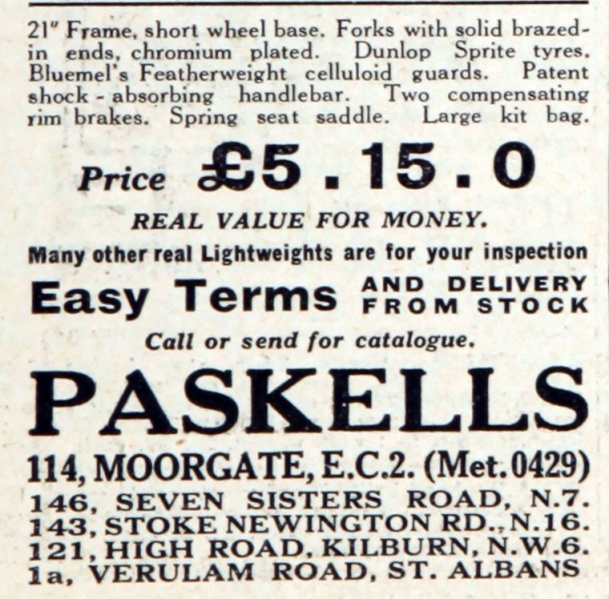 21" Frame, short wheel base. Forks with solid brazed-
in ends, chromium plated. Dunlop Sprite tyres.
Bluemel's Featherweight celluloid guards. Patent
shock-absorbing handlebar. Two compensating
rim brakes. Spring seat saddle. Large kit bag.
Price £5.15.0
REAL VALUE FOR MONEY.
Many other real Lightweights are for your inspection
Easy Terms AND DELIVERY
FROM STOCK
Call or send for catalogue.
PASKELLS
114, MOORGATE, E.C.2. (Met. 0429)
146, SEVEN SISTERS ROAD, N.7.
143, STOKE NEWINGTON RD., N.16.
121, HIGH ROAD, KILBURN, N.W.6.
1a, VERULAM ROAD, ST. ALBANS